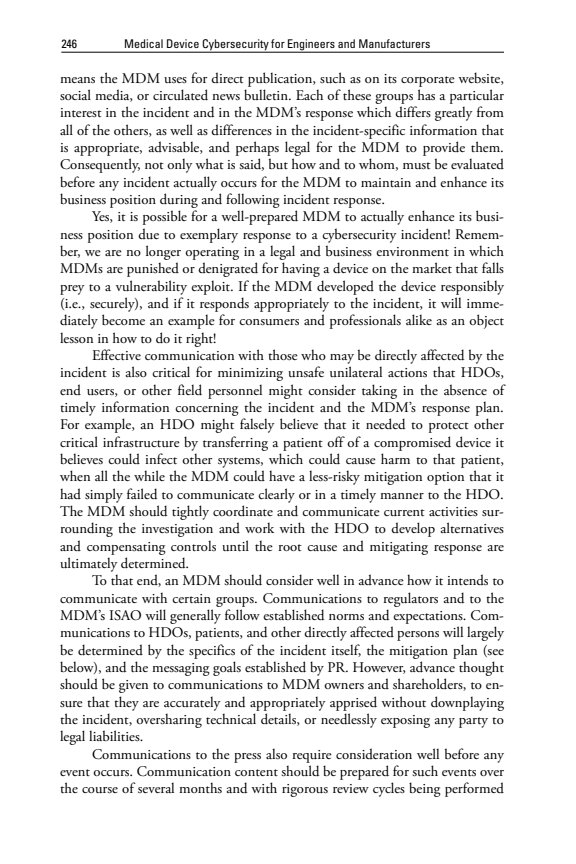 246 Medical Device Cybersecurity for Engineers and Manufacturers
means the MDM uses for direct publication, such as on its corporate website,
social media, or circulated news bulletin. Each of these groups has a particular
interest in the incident and in the MDM's response which differs greatly from
all of the others, as well as differences in the incident-specific information that
is appropriate, advisable, and perhaps legal for the MDM to provide them.
Consequently, not only what is said, but how and to whom, must be evaluated
before any incident actually occurs for the MDM to maintain and enhance its
business position during and following incident response.
Yes, it is possible for a well-prepared MDM to actually enhance its busi-
ness position due to exemplary response to a cybersecurity incident! Remem-
ber, we are no longer operating in a legal and business environment in which
MDMs are punished or denigrated for having a device on the market that falls
prey to a vulnerability exploit. If the MDM developed the device responsibly
(i.e., securely), and if it responds appropriately to the incident, it will imme-
diately become an example for consumers and professionals alike as an object
lesson in how to do it right!
Effective communication with those who may be directly affected by the
incident is also critical for minimizing unsafe unilateral actions that HDOs,
end users, or other field personnel might consider taking in the absence of
timely information concerning the incident and the MDM's response plan.
For example, an HDO might falsely believe that it needed to protect other
critical infrastructure by transferring a patient off of a compromised device it
believes could infect other systems, which could cause harm to that patient,
when all the while the MDM could have a less-risky mitigation option that it
had simply failed to communicate clearly or in a timely manner to the HDO.
The MDM should tightly coordinate and communicate current activities sur-
rounding the investigation and work with the HDO to develop alternatives
and compensating controls until the root cause and mitigating response are
ultimately determined.
To that end, an MDM should consider well in advance how it intends to
communicate with certain groups. Communications to regulators and to the
MDM's ISAO will generally follow established norms and expectations. Com-
munications to HDOs, patients, and other directly affected persons will largely
be determined by the specifics of the incident itself, the mitigation plan (see
below), and the messaging goals established by PR. However, advance thought
should be given to communications to MDM owners and shareholders, to en-
sure that they are accurately and appropriately apprised without downplaying
the incident, oversharing technical details, or needlessly exposing any party to
legal liabilities.
Communications to the press also require consideration well before any
event occurs. Communication content should be prepared for such events over
the course of several months and with rigorous review cycles being performed